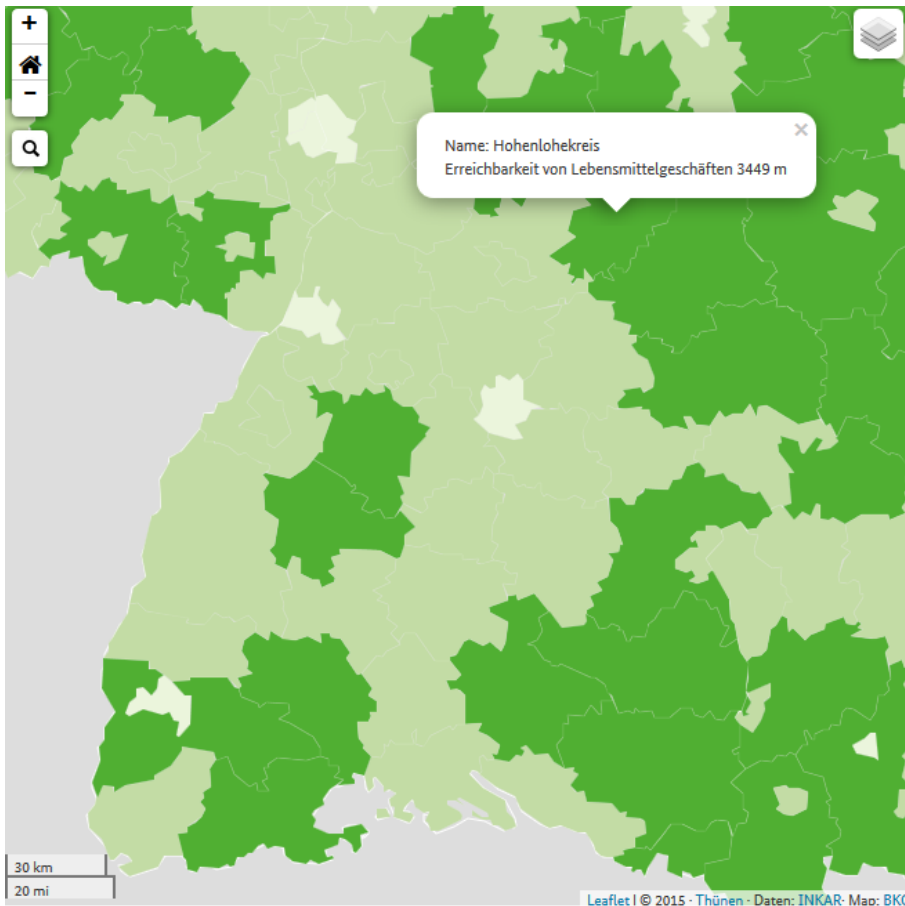 +
−
Name: Hohenlohekreis
Erreichbarkeit von Lebensmittelgeschäften 3449 m
×
30 km
20 mi
Leaflet | © 2015 · Thünen · Daten: INKAR· Map: BKG